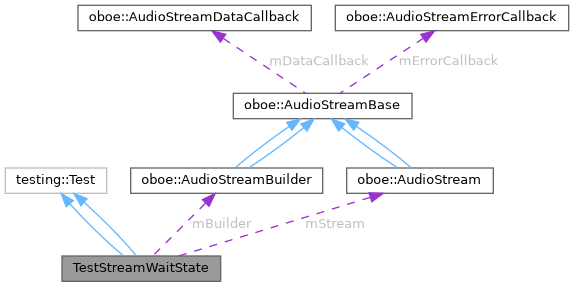 oboe::AudioStreamDataCallback
oboe::AudioStreamErrorCallback
mDataCallback
mErrorCallback
oboe::AudioStreamBase
testing::Test
oboe::AudioStreamBuilder
oboe::AudioStream
mBuilder
mStream
TestStreamWaitState